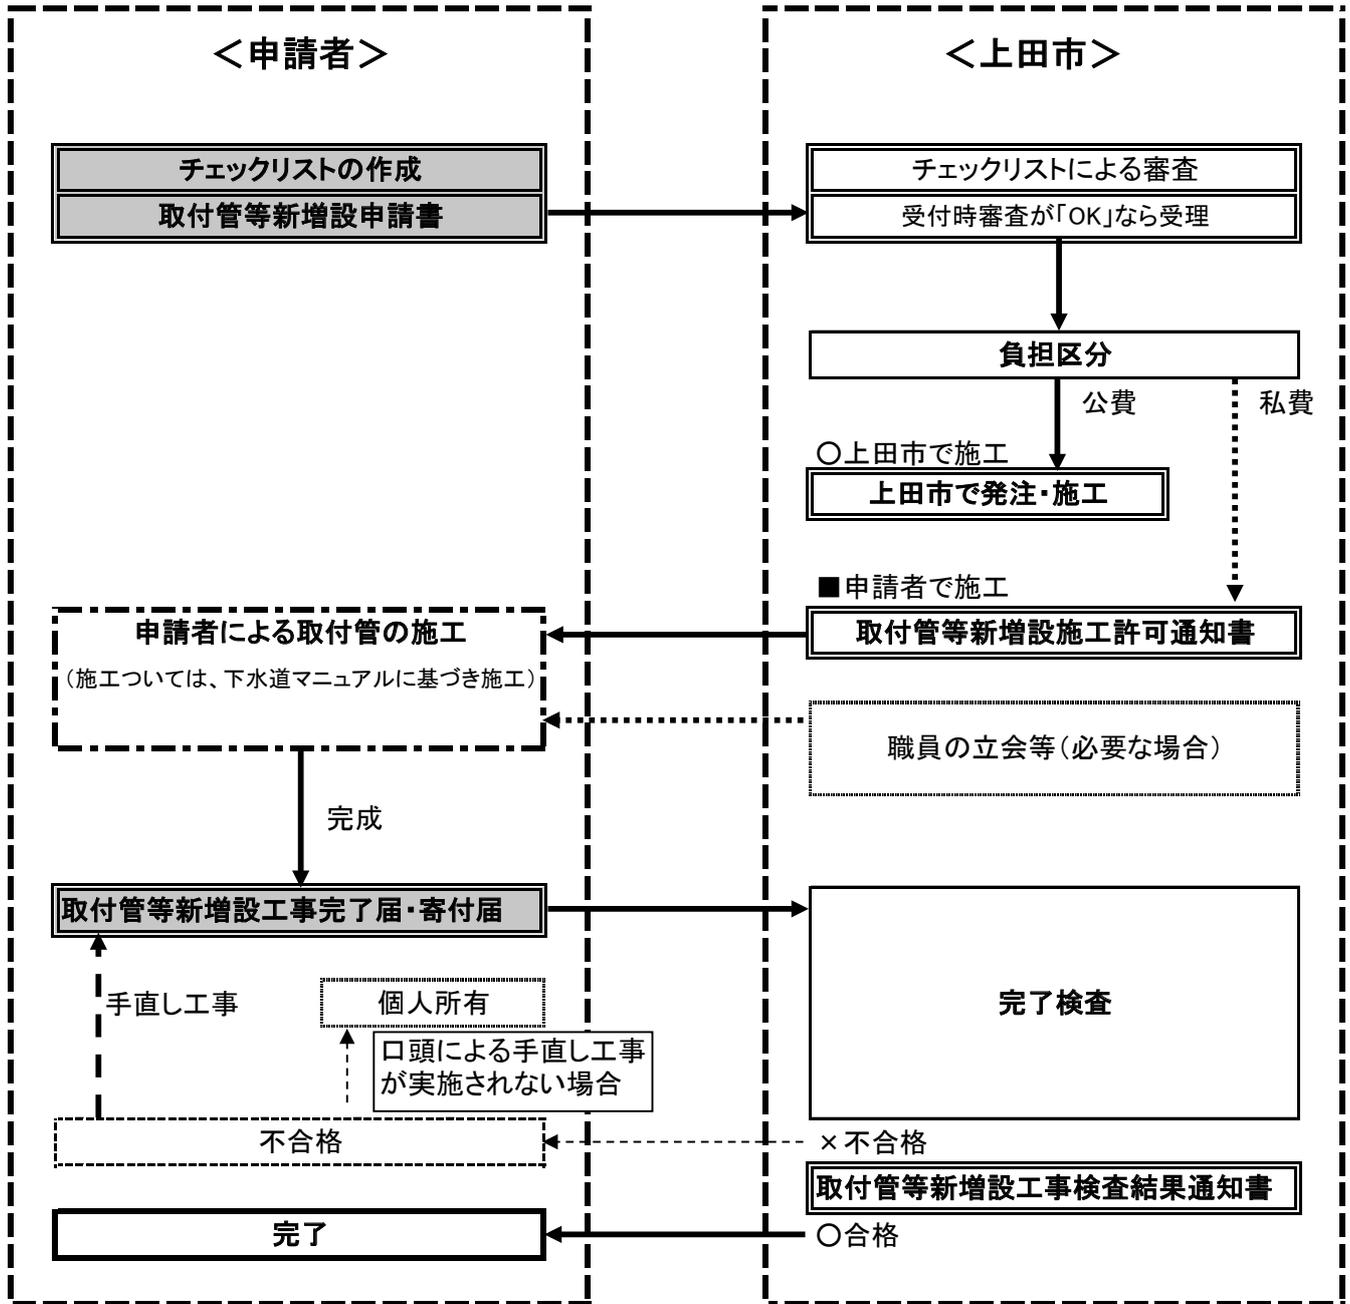 ＜申請者＞
＜上田市＞
チェックリストの作成
取付管等新増設申請書
チェックリストによる審査
受付時審査が「OK」なら受理
負担区分
公費
私費
○上田市で施工
上田市で発注・施工
■申請者で施工
取付管等新増設施工許可通知書
申請者による取付管の施工
（施工ついては、下水道マニュアルに基づき施工）
職員の立会等（必要な場合）
完成
取付管等新増設工事完了届・寄付届
完了検査
手直し工事
個人所有
口頭による手直し工事
が実施されない場合
不合格
×不合格
取付管等新増設工事検査結果通知書
完了
○合格